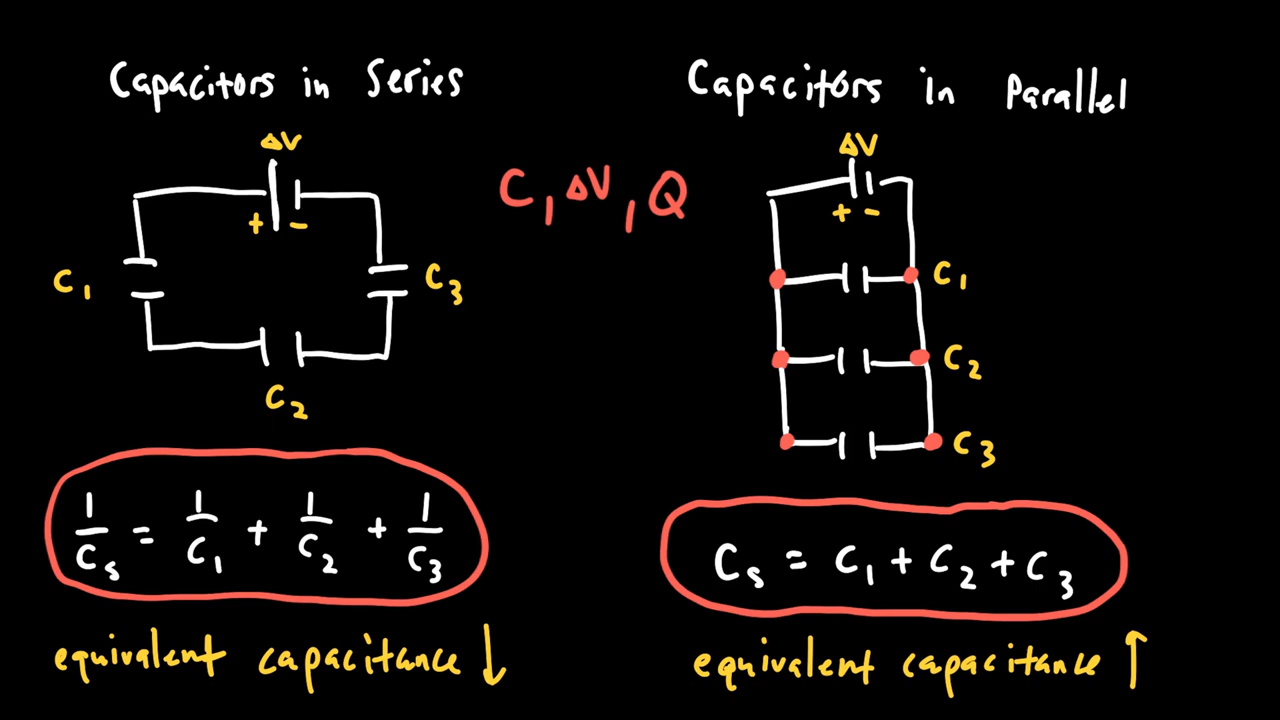 Capacitors in Series
ΔV
+ -
C1
C3
C2
1/Cs = 1/C1 + 1/C2 + 1/C3
equivalent capacitance ↓
C, ΔV, Q
Capacitors in Parallel
ΔV
+ -
C1
C2
C3
Cs = C1 + C2 + C3
equivalent capacitance ↑